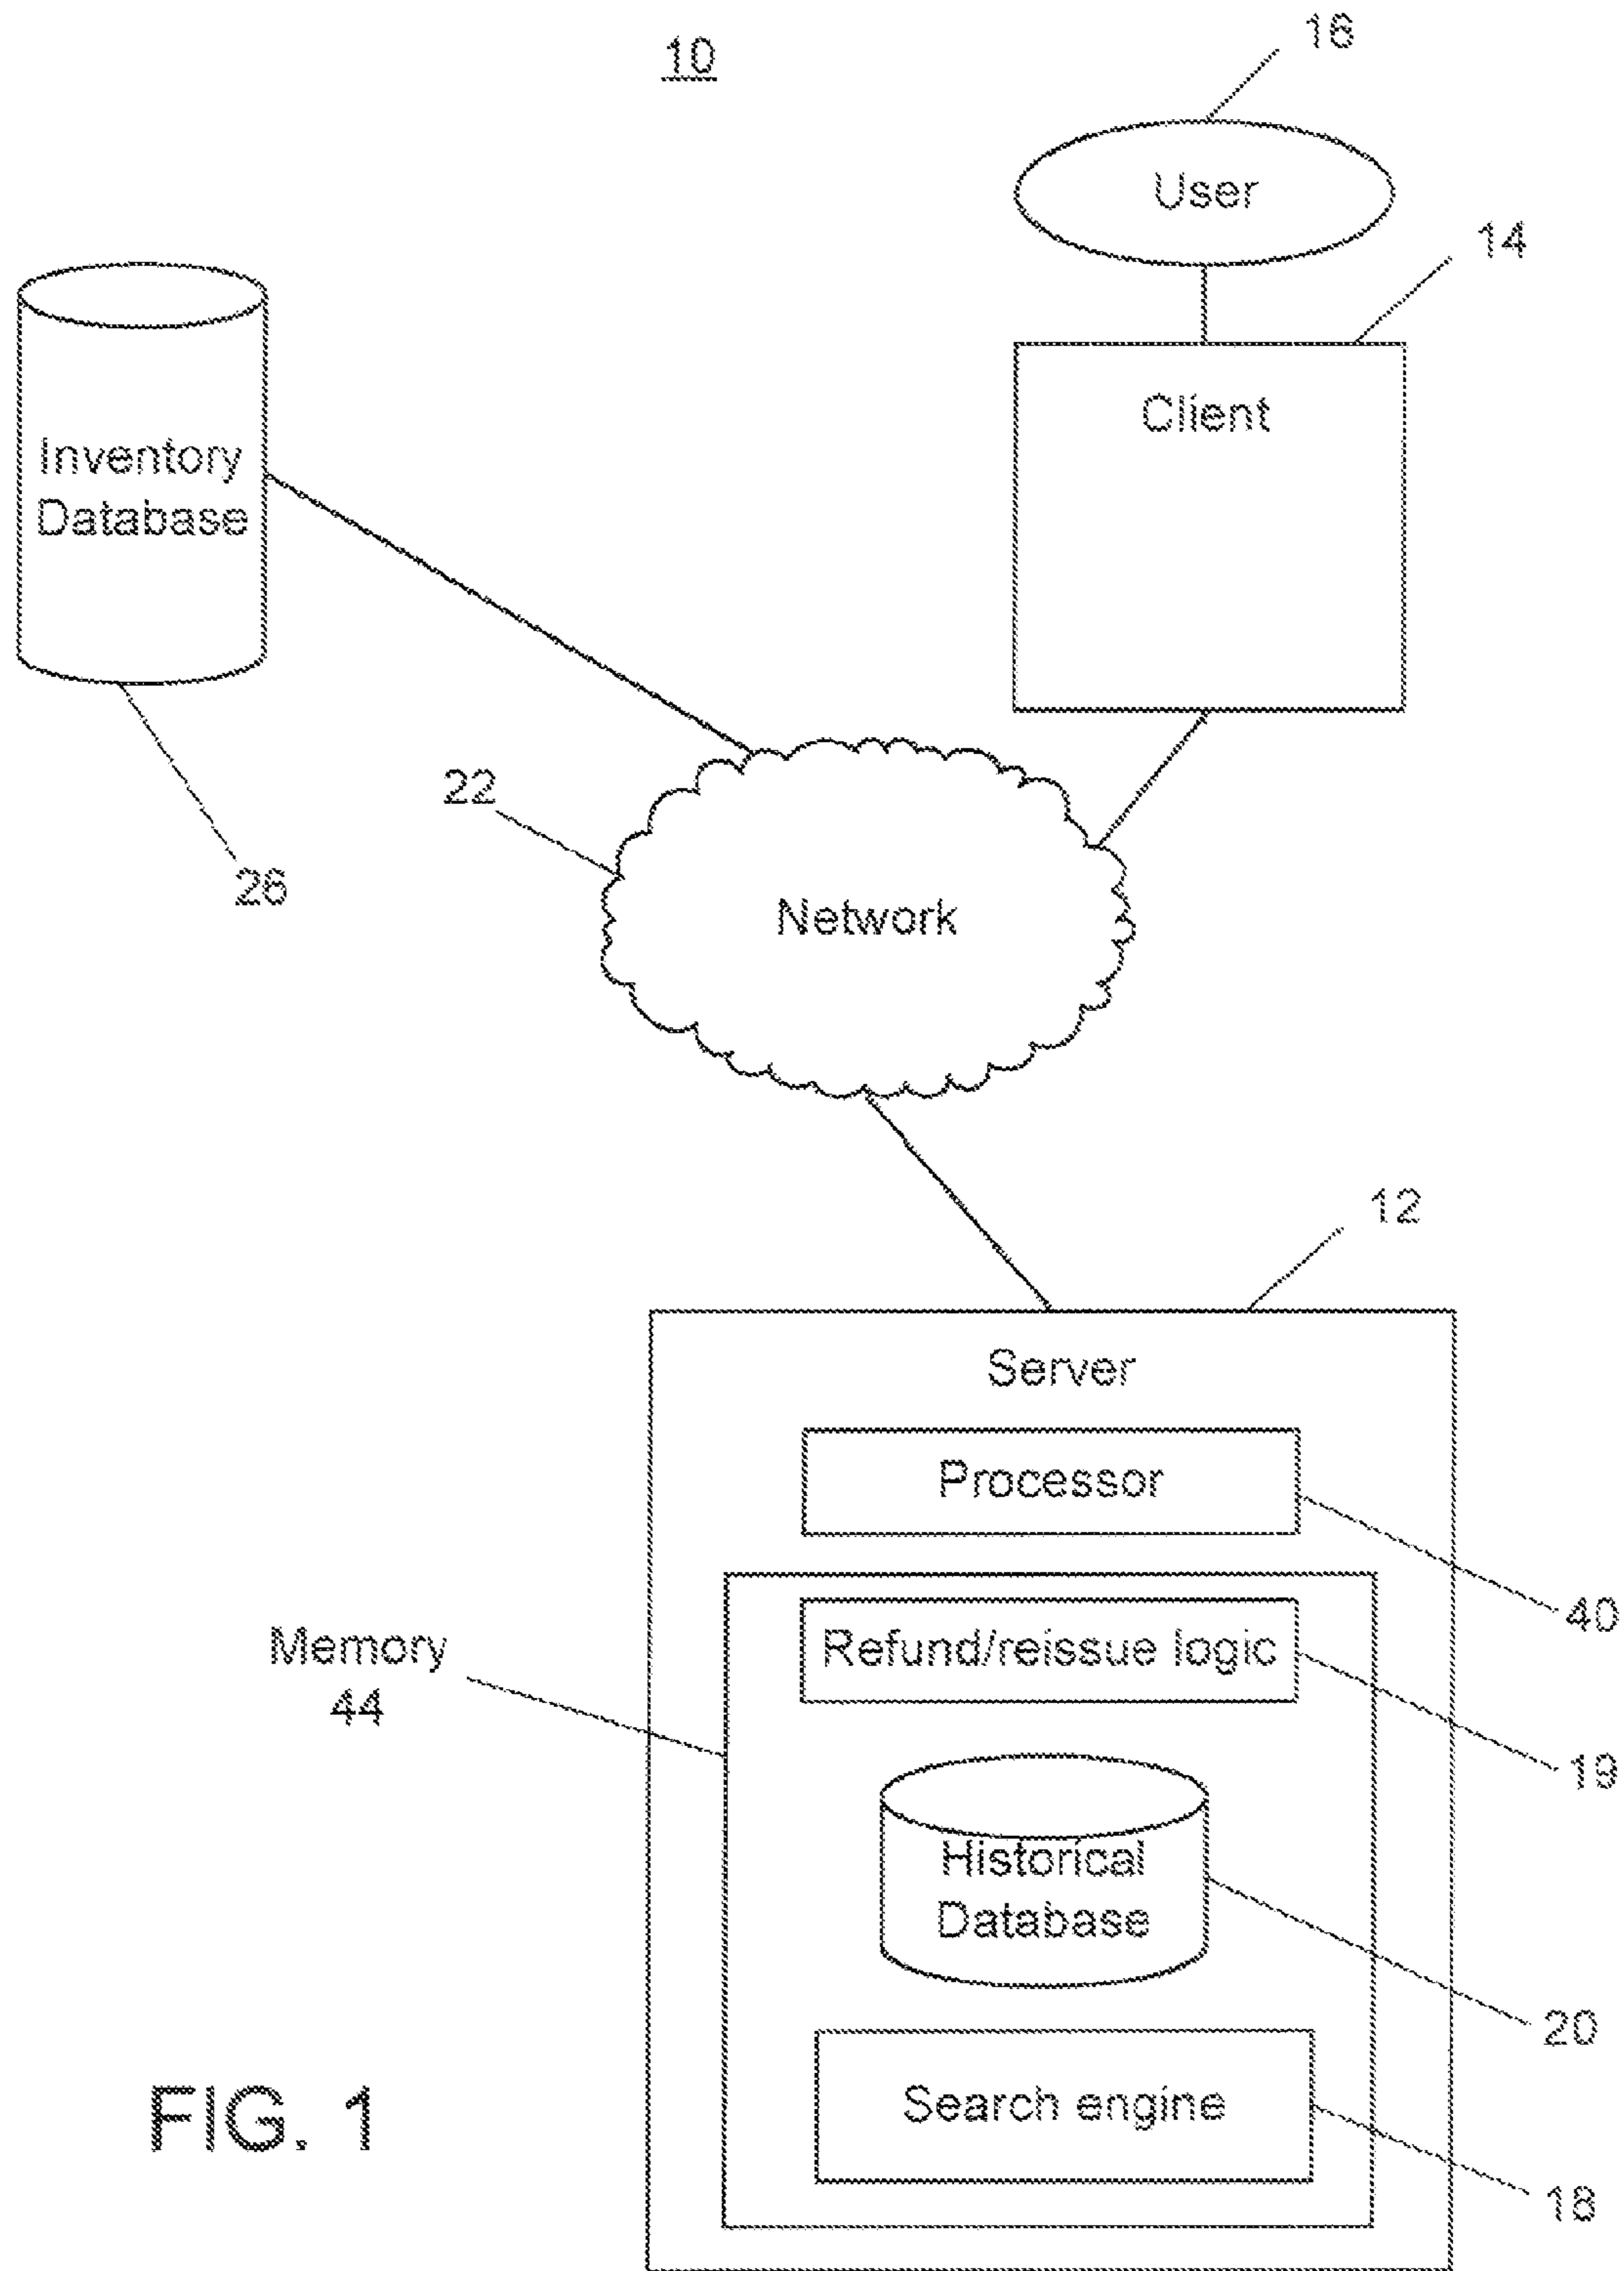 10
16
User
14
Client
Inventory
Database
22
26
Network
12
Server
Processor
40
Memory
44
Refund/reissue logic
19
Historical
Database
20
Search engine
18
FIG. 1